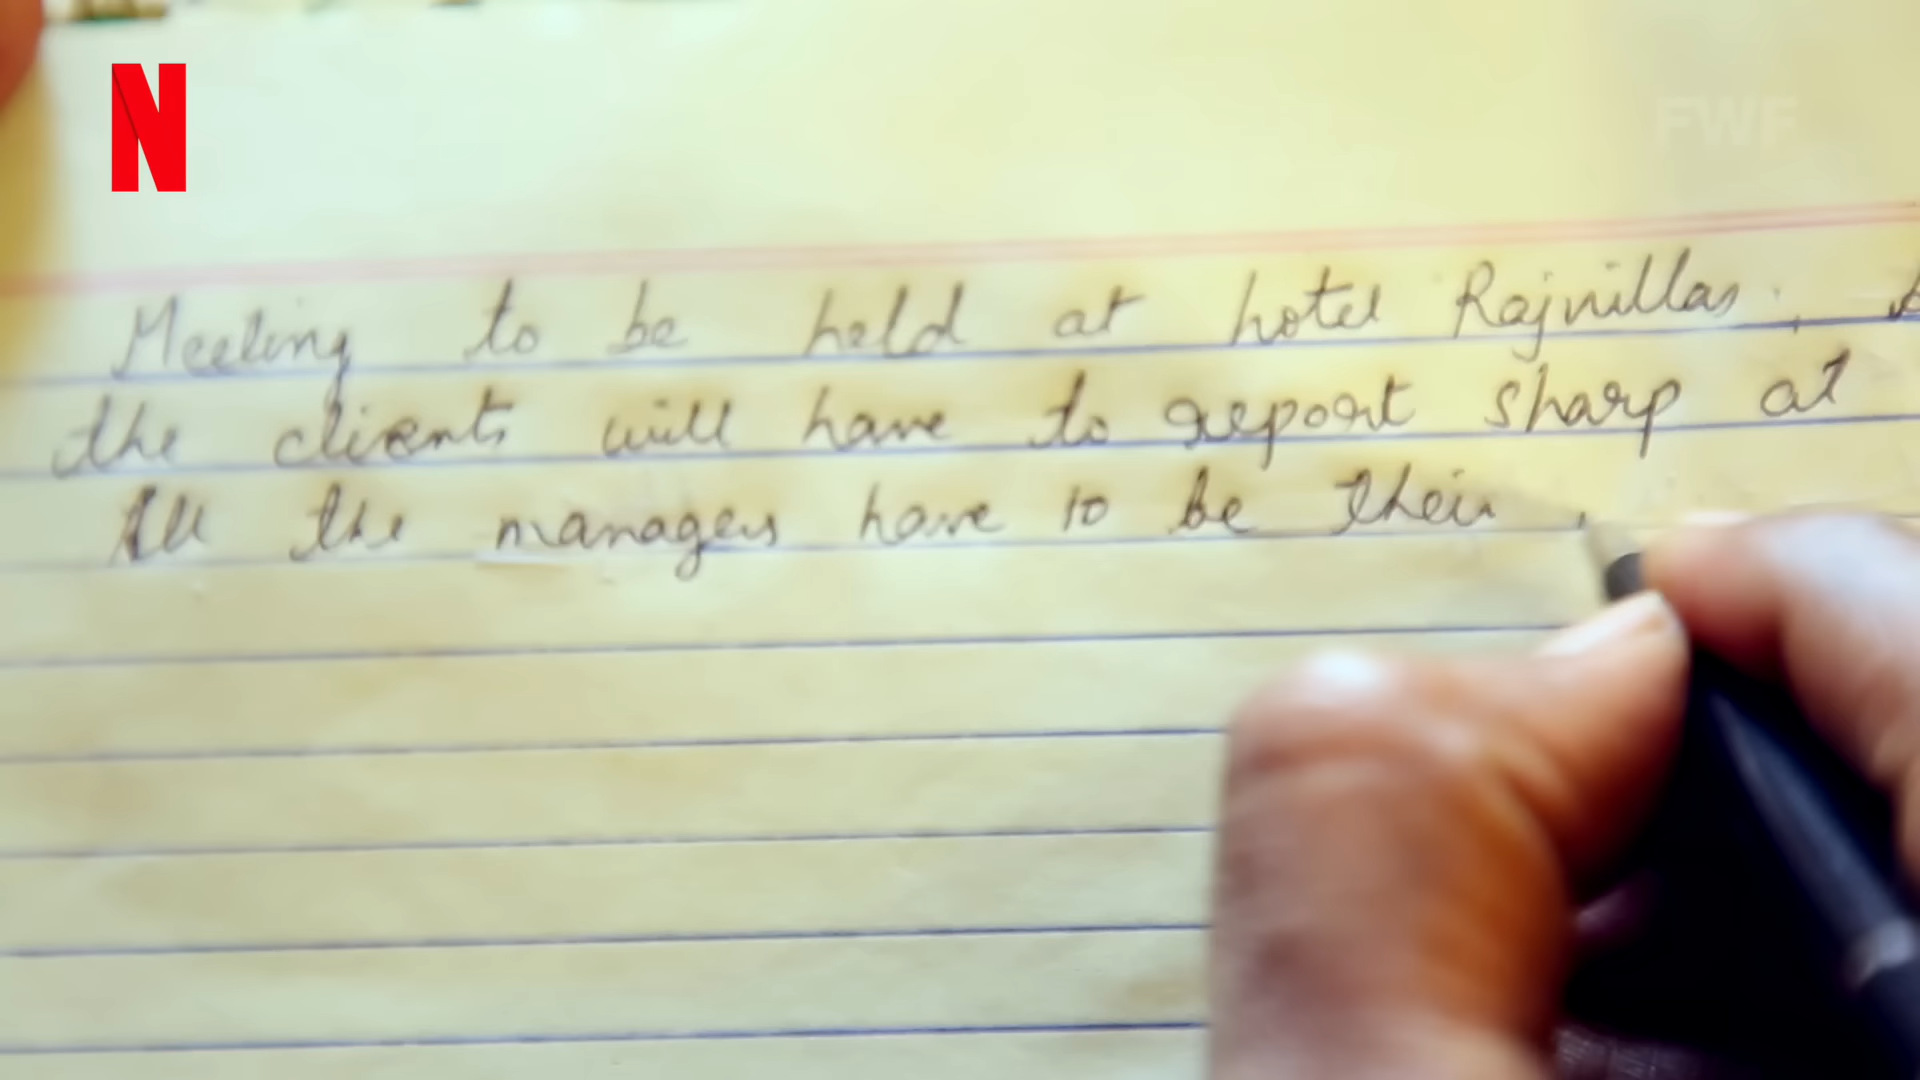 N
FWF
Meeting to be held at hotel Rajvillas.
the clients will have to report sharp at
All the managers have to be their